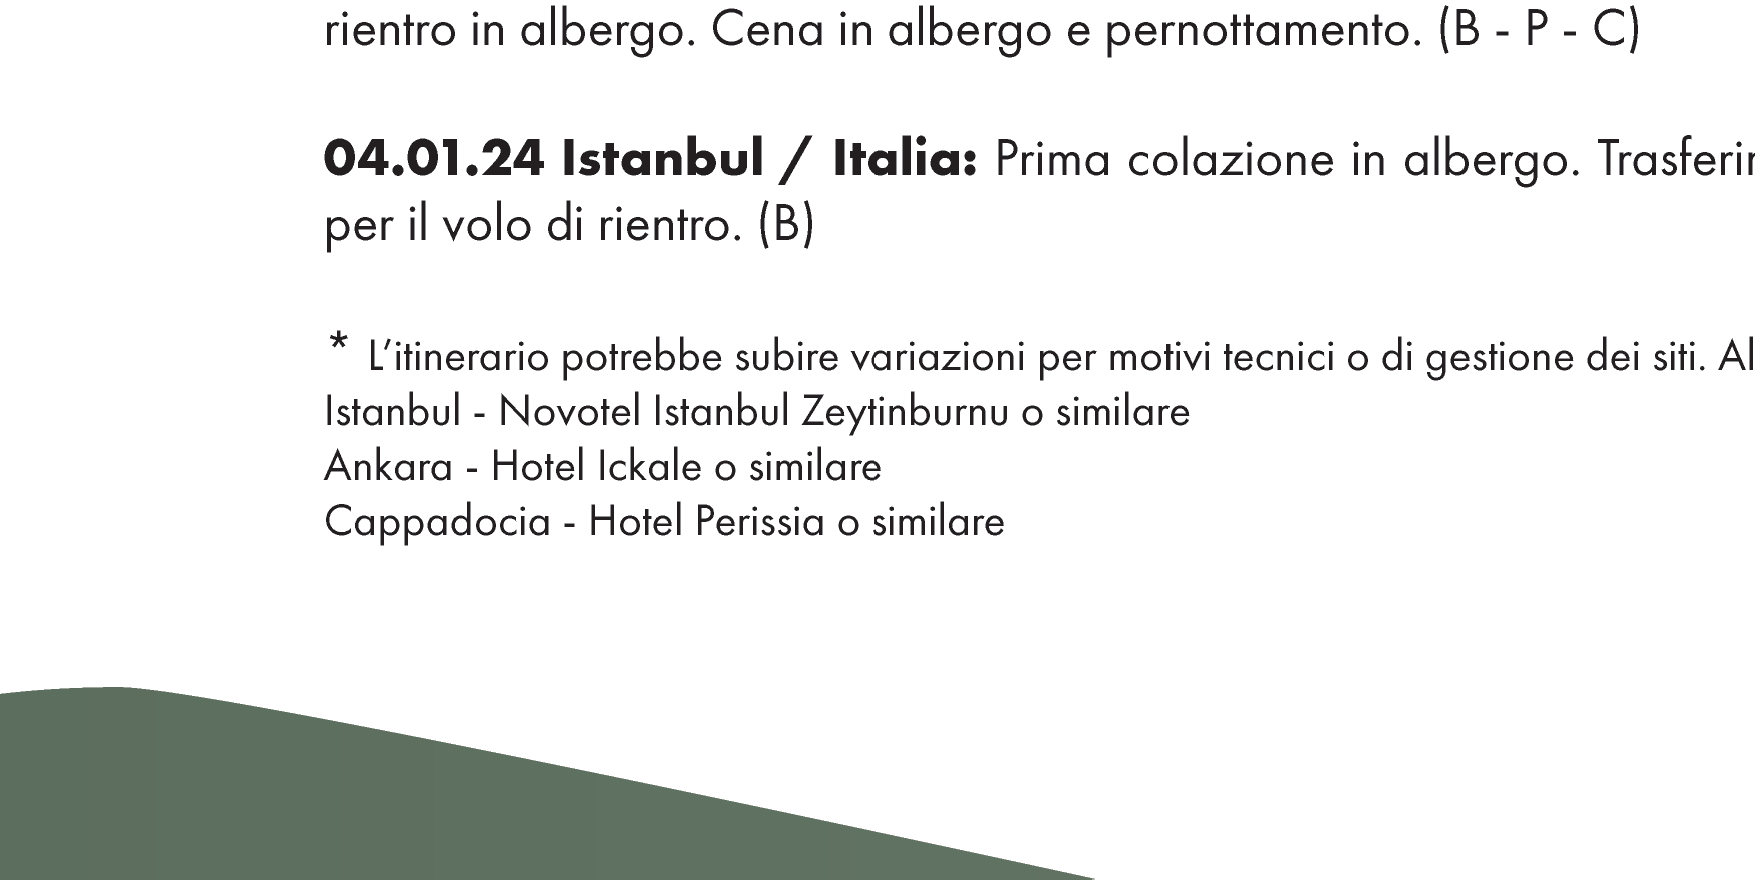 rientro in albergo. Cena in albergo e pernottamento. (B - P - C)
04.01.24 Istanbul / Italia: Prima colazione in albergo.
per il volo di rientro. (B)
* L’itinerario potrebbe subire variazioni per motivi tecnici o di gestione dei siti.
Istanbul - Novotel Istanbul Zeytinburnu o similare
Ankara - Hotel Ickale o similare
Cappadocia - Hotel Perissia o similare